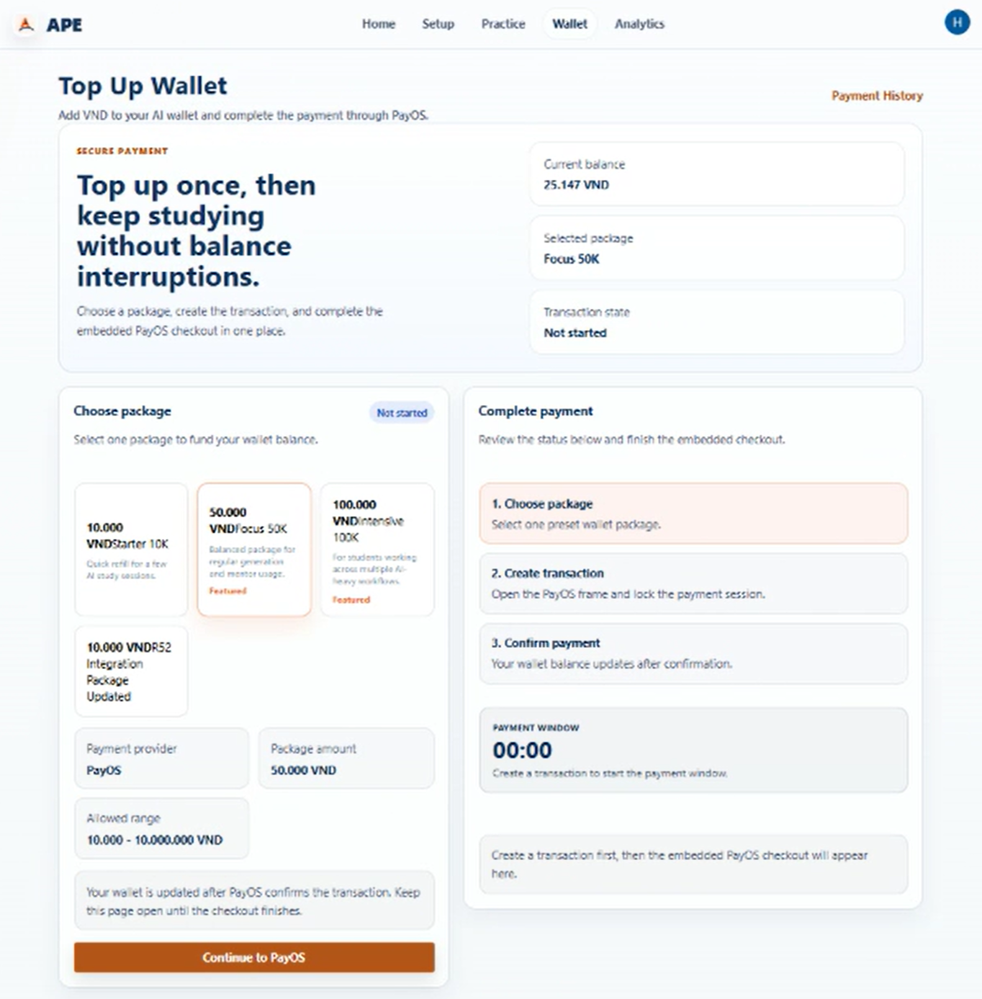 APE
Home
Setup
Practice
Wallet
Analytics
H
Top Up Wallet
Payment History
Add VND to your AI wallet and complete the payment through PayOS.
SECURE PAYMENT
Top up once, then
keep studying
without balance
interruptions.
Choose a package, create the transaction, and complete the
embedded PayOS checkout in one place.
Current balance
25.147 VND
Selected package
Focus 50K
Transaction state
Not started
Choose package
Not started
Select one package to fund your wallet balance.
10.000
VNDStarter 10K
Quick refill for a few
AI study sessions.
50.000
VNDFocus 50K
Balanced package for
regular generation
and mentor usage.
Featured
100.000
VNDIntensive
100K
For students working
across multiple AI-
heavy workflows.
Featured
10.000 VNDR52
Integration
Package
Updated
Payment provider
PayOS
Package amount
50.000 VND
Allowed range
10.000 - 10.000.000 VND
Your wallet is updated after PayOS confirms the transaction. Keep
this page open until the checkout finishes.
Continue to PayOS
Complete payment
Review the status below and finish the embedded checkout.
1. Choose package
Select one preset wallet package.
2. Create transaction
Open the PayOS frame and lock the payment session.
3. Confirm payment
Your wallet balance updates after confirmation.
PAYMENT WINDOW
00:00
Create a transaction to start the payment window.
Create a transaction first, then the embedded PayOS checkout will appear
here.